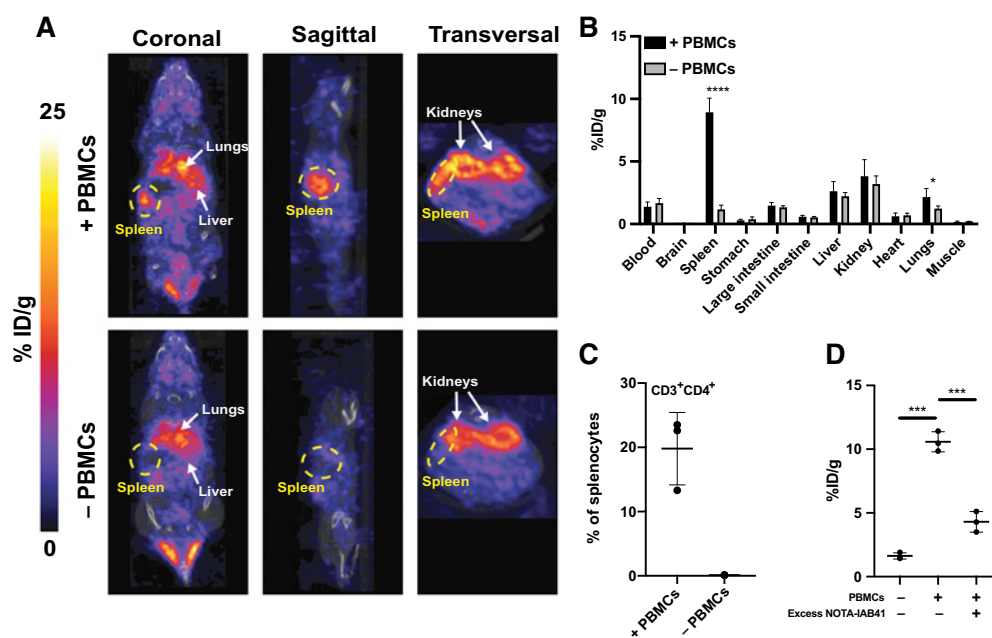 A
Coronal
Sagittal
Transversal
25
% ID/g
0
+ PBMCs
Lungs
Spleen
Liver
Spleen
Kidneys
Spleen
– PBMCs
Lungs
Spleen
Liver
Spleen
Kidneys
Spleen
B
+ PBMCs
– PBMCs
%ID/g
15
10
5
0
****
*
Blood
Brain
Spleen
Stomach
Large intestine
Small intestine
Liver
Kidney
Heart
Lungs
Muscle
C
CD3+CD4+
% of splenocytes
30
20
10
0
+ PBMCs
– PBMCs
D
%ID/g
15
10
5
0
***
***
PBMCs – + +
Excess NOTA-IAB41 +